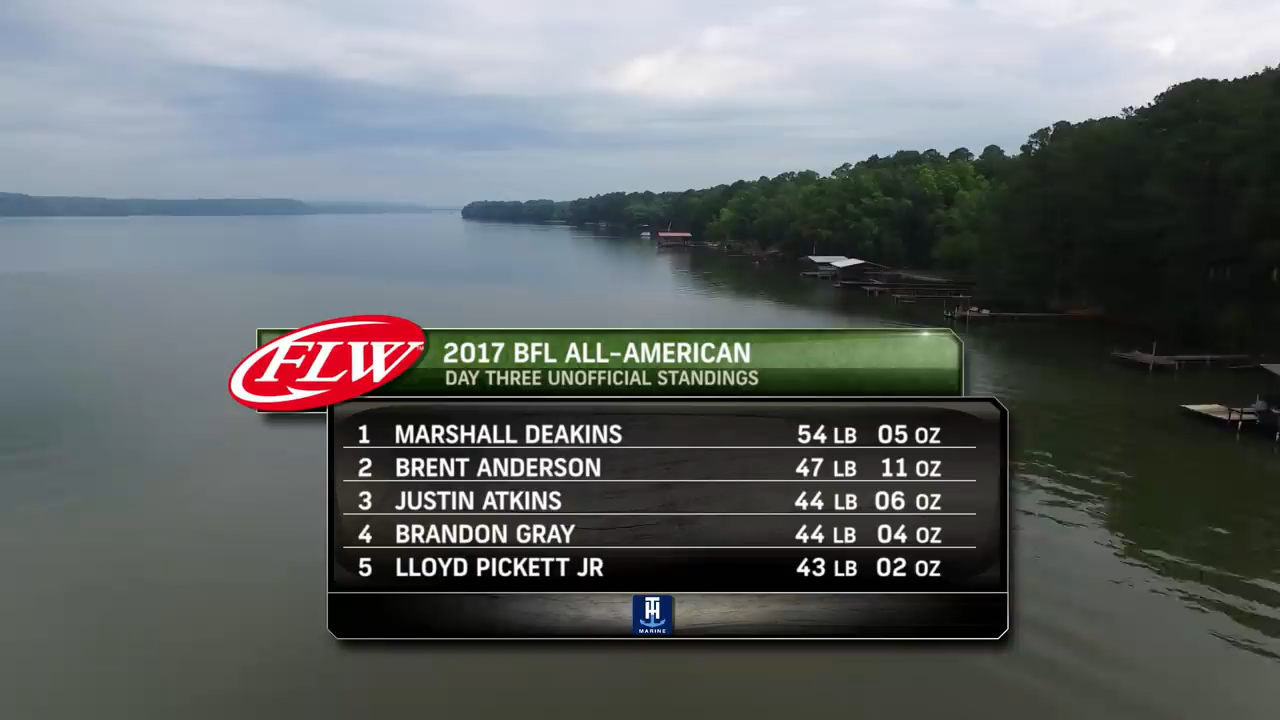 FLW
2017 BFL ALL-AMERICAN
DAY THREE UNOFFICIAL STANDINGS
1 MARSHALL DEAKINS 54 LB 05 OZ
2 BRENT ANDERSON 47 LB 11 OZ
3 JUSTIN ATKINS 44 LB 06 OZ
4 BRANDON GRAY 44 LB 04 OZ
5 LLOYD PICKETT JR 43 LB 02 OZ
TH
MARINE